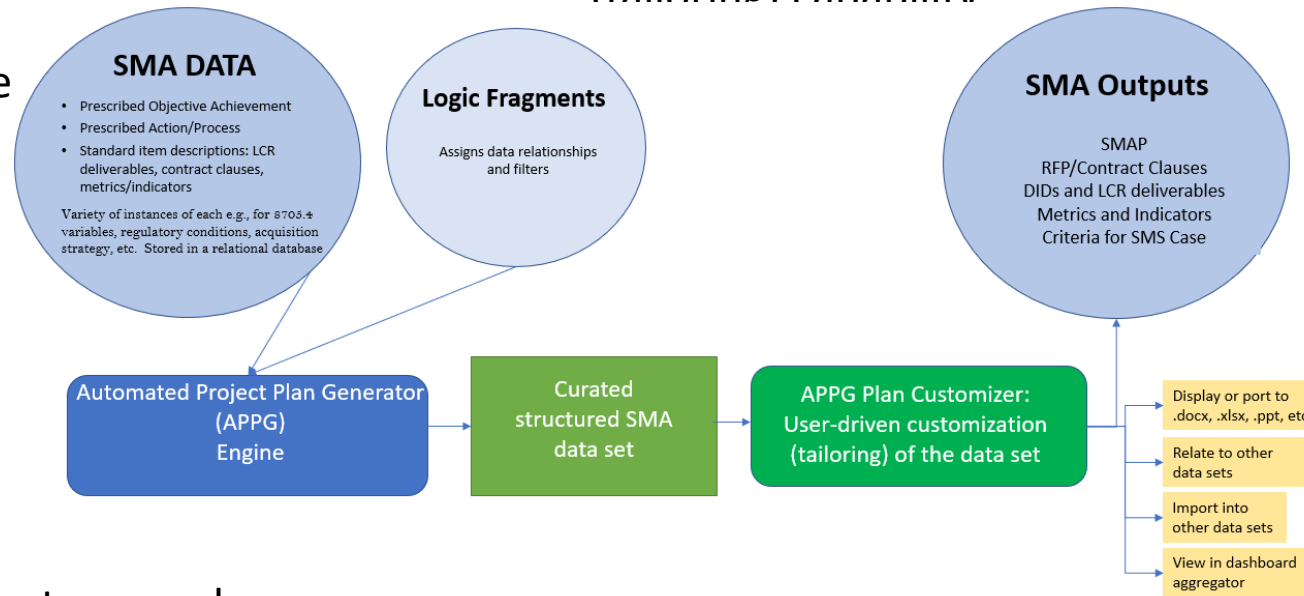 SMA DATA
• Prescribed Objective Achievement
• Prescribed Action/Process
• Standard item descriptions: LCR
deliverables, contract clauses,
metrics/indicators
Variety of instances of each e.g., for 8705.4
variables, regulatory conditions, acquisition
strategy, etc. Stored in a relational database
Logic Fragments
Assigns data relationships
and filters
SMA Outputs
SMAP
RFP/Contract Clauses
DIDs and LCR deliverables
Metrics and Indicators
Criteria for SMS Case
Automated Project Plan Generator
(APPG)
Engine
Curated
structured SMA
data set
APPG Plan Customizer:
User-driven customization
(tailoring) of the data set
Display or port to
.docx, .xlsx, .ppt, etc
Relate to other
data sets
Import into
other data sets
View in dashboard
aggregator